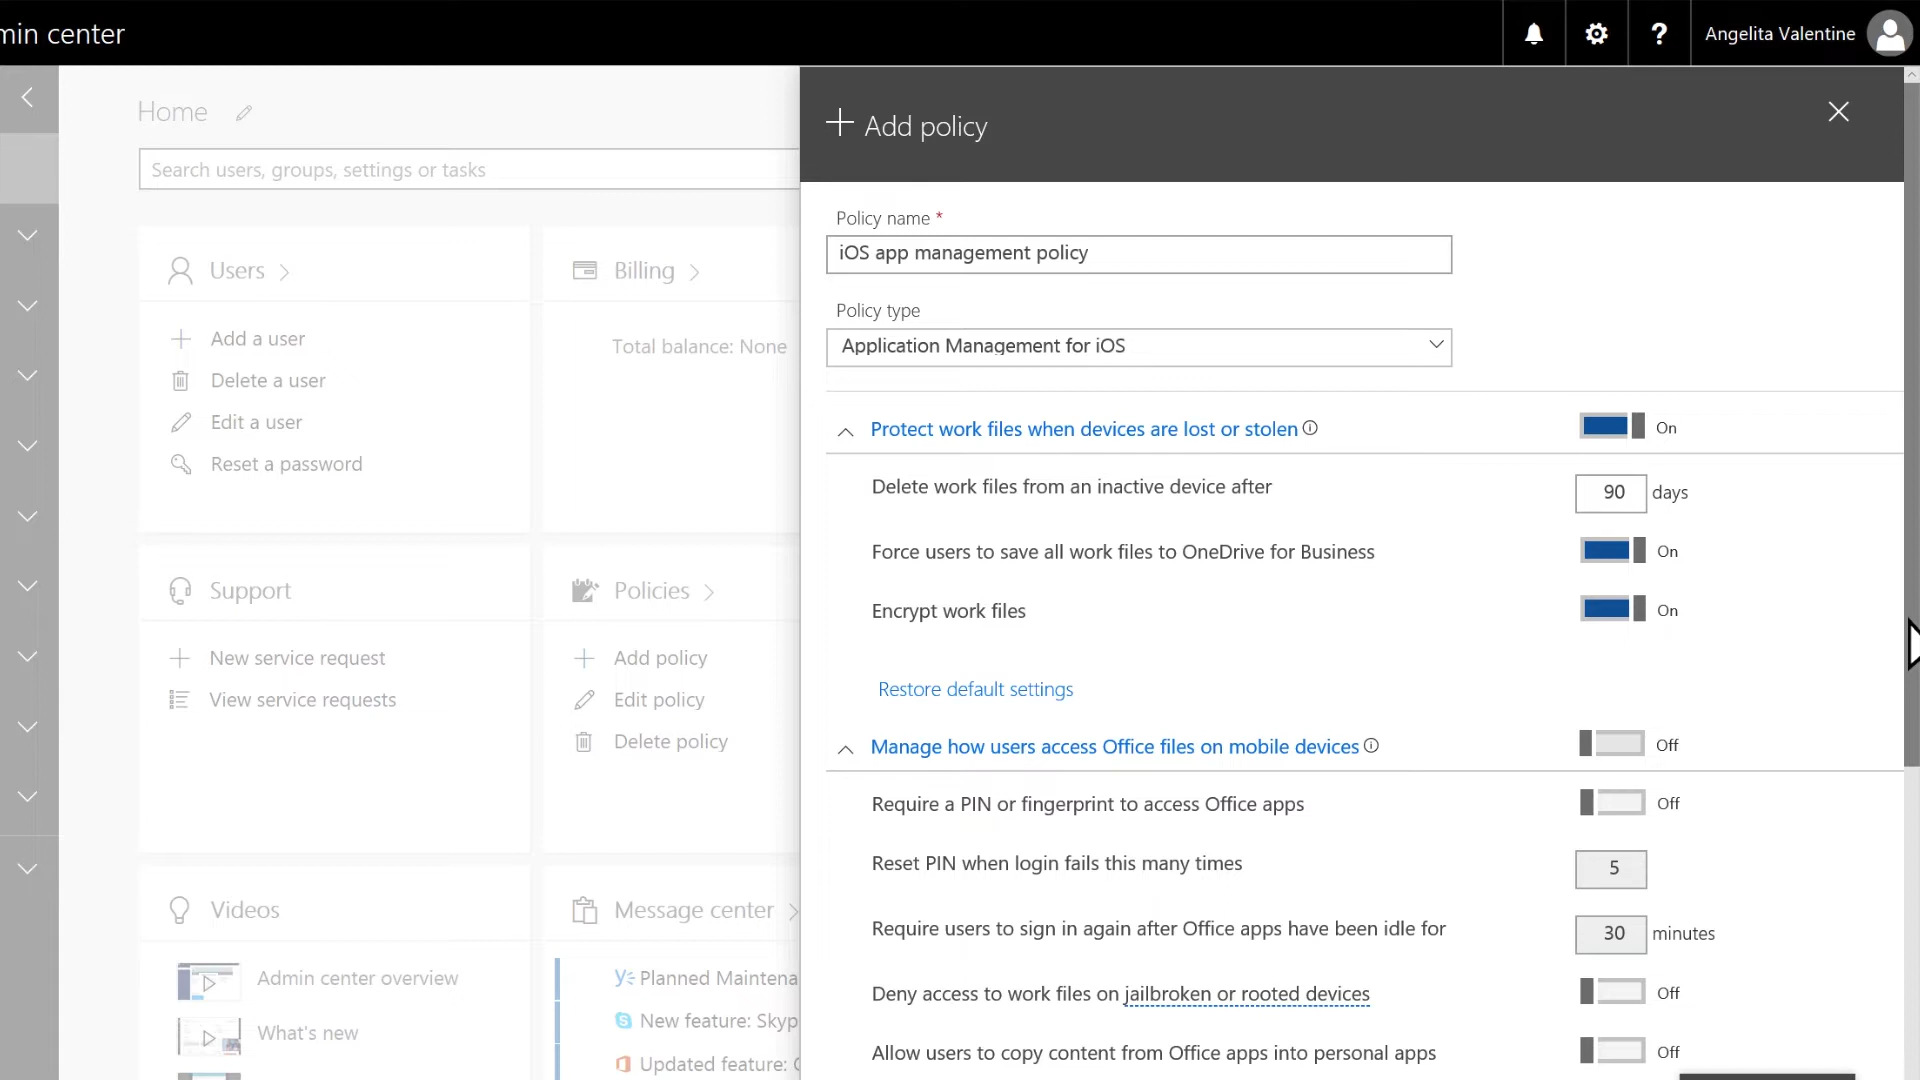 min center
?
Angelita Valentine
Home
Search users, groups, settings or tasks
Users
Add a user
Delete a user
Edit a user
Reset a password
Billing
Total balance: None
Support
New service request
View service requests
Policies
Add policy
Edit policy
Delete policy
Videos
Admin center overview
What's new
Message center
Planned Maintena
New feature: Skyp
Updated feature:
Add policy
Policy name *
iOS app management policy
Policy type
Application Management for iOS
Protect work files when devices are lost or stolen
On
Delete work files from an inactive device after
90 days
Force users to save all work files to OneDrive for Business
On
Encrypt work files
On
Restore default settings
Manage how users access Office files on mobile devices
Off
Require a PIN or fingerprint to access Office apps
Off
Reset PIN when login fails this many times
5
Require users to sign in again after Office apps have been idle for
30 minutes
Deny access to work files on jailbroken or rooted devices
Off
Allow users to copy content from Office apps into personal apps
Off